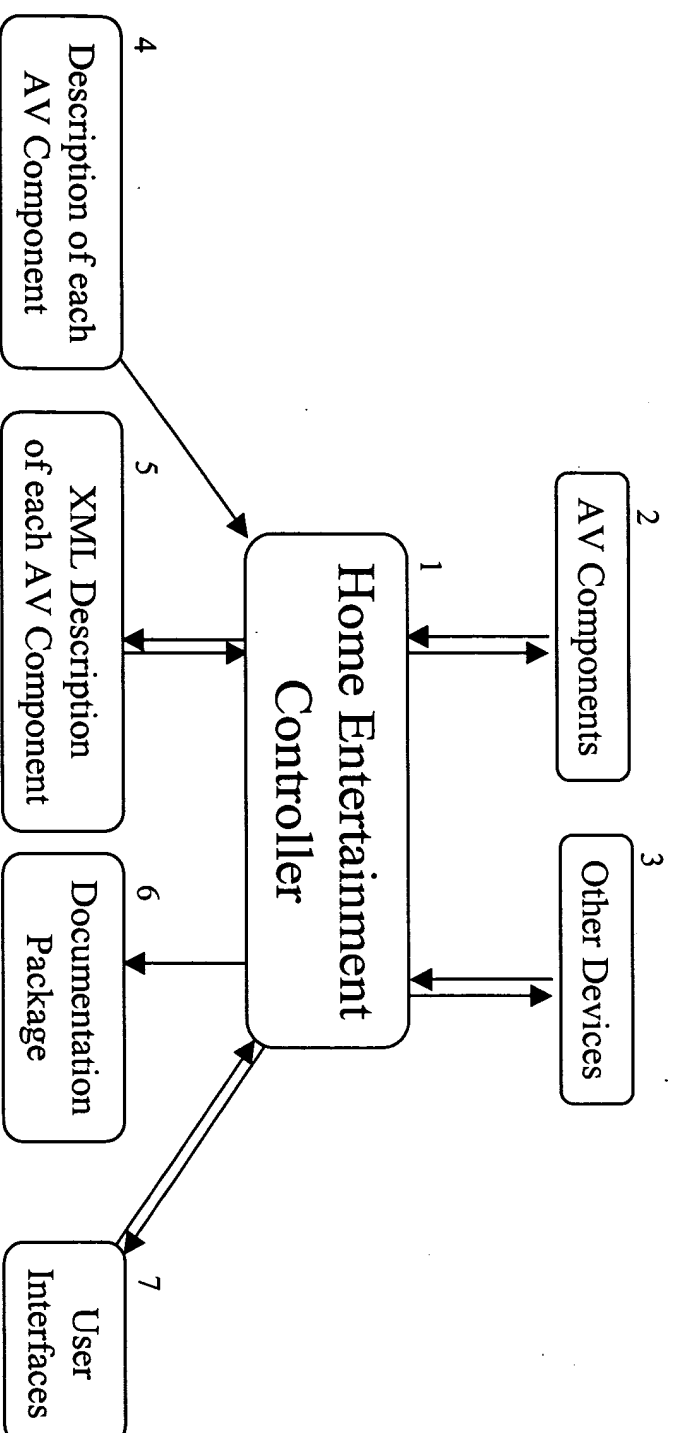 2
AV Components
3
Other Devices
1
Home Entertainment
Controller
4
Description of each
AV Component
5
XML Description
of each AV Component
6
Documentation
Package
7
User
Interfaces